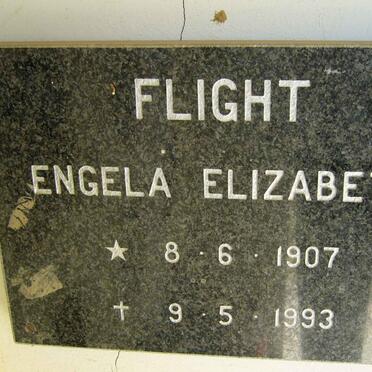 FLIGHT
ENGELA ELIZABET
★ 8 · 6 · 1907
✝ 9 · 5 · 1993